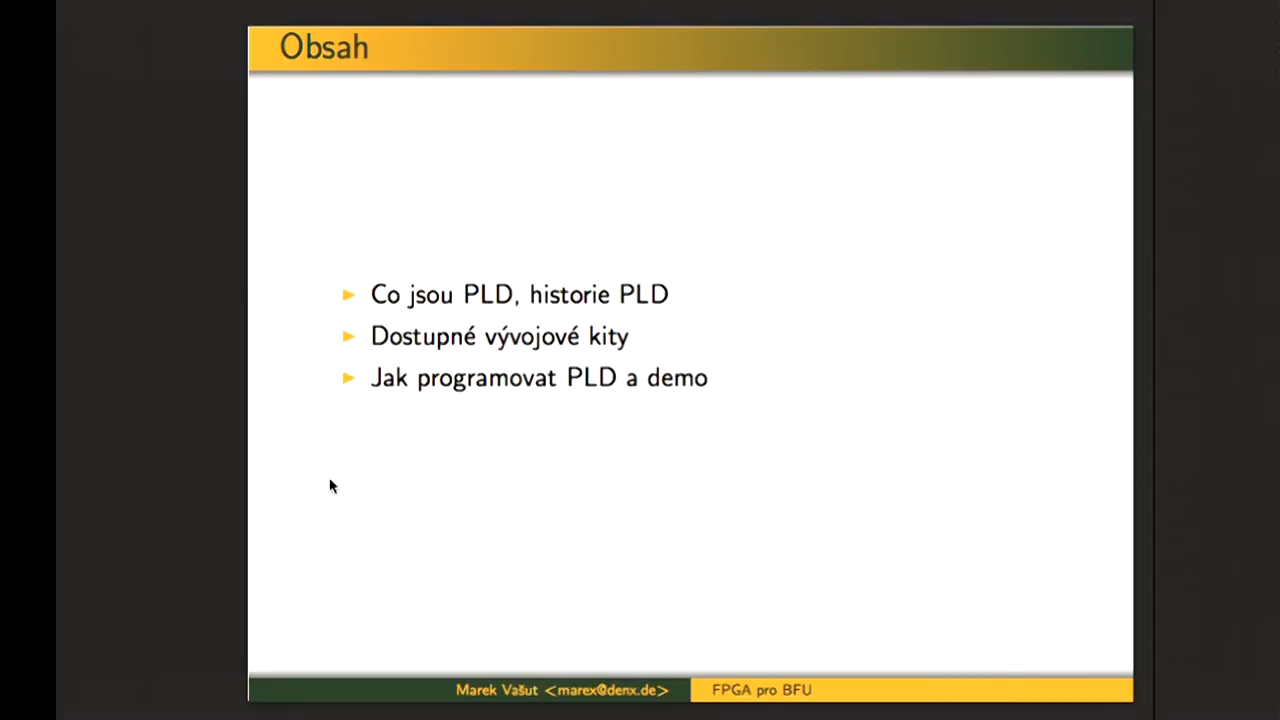 Obsah
Co jsou PLD, historie PLD
Dostupné vývojové kity
Jak programovat PLD a demo
Marek Vašut <marex@denx.de>
FPGA pro BFU